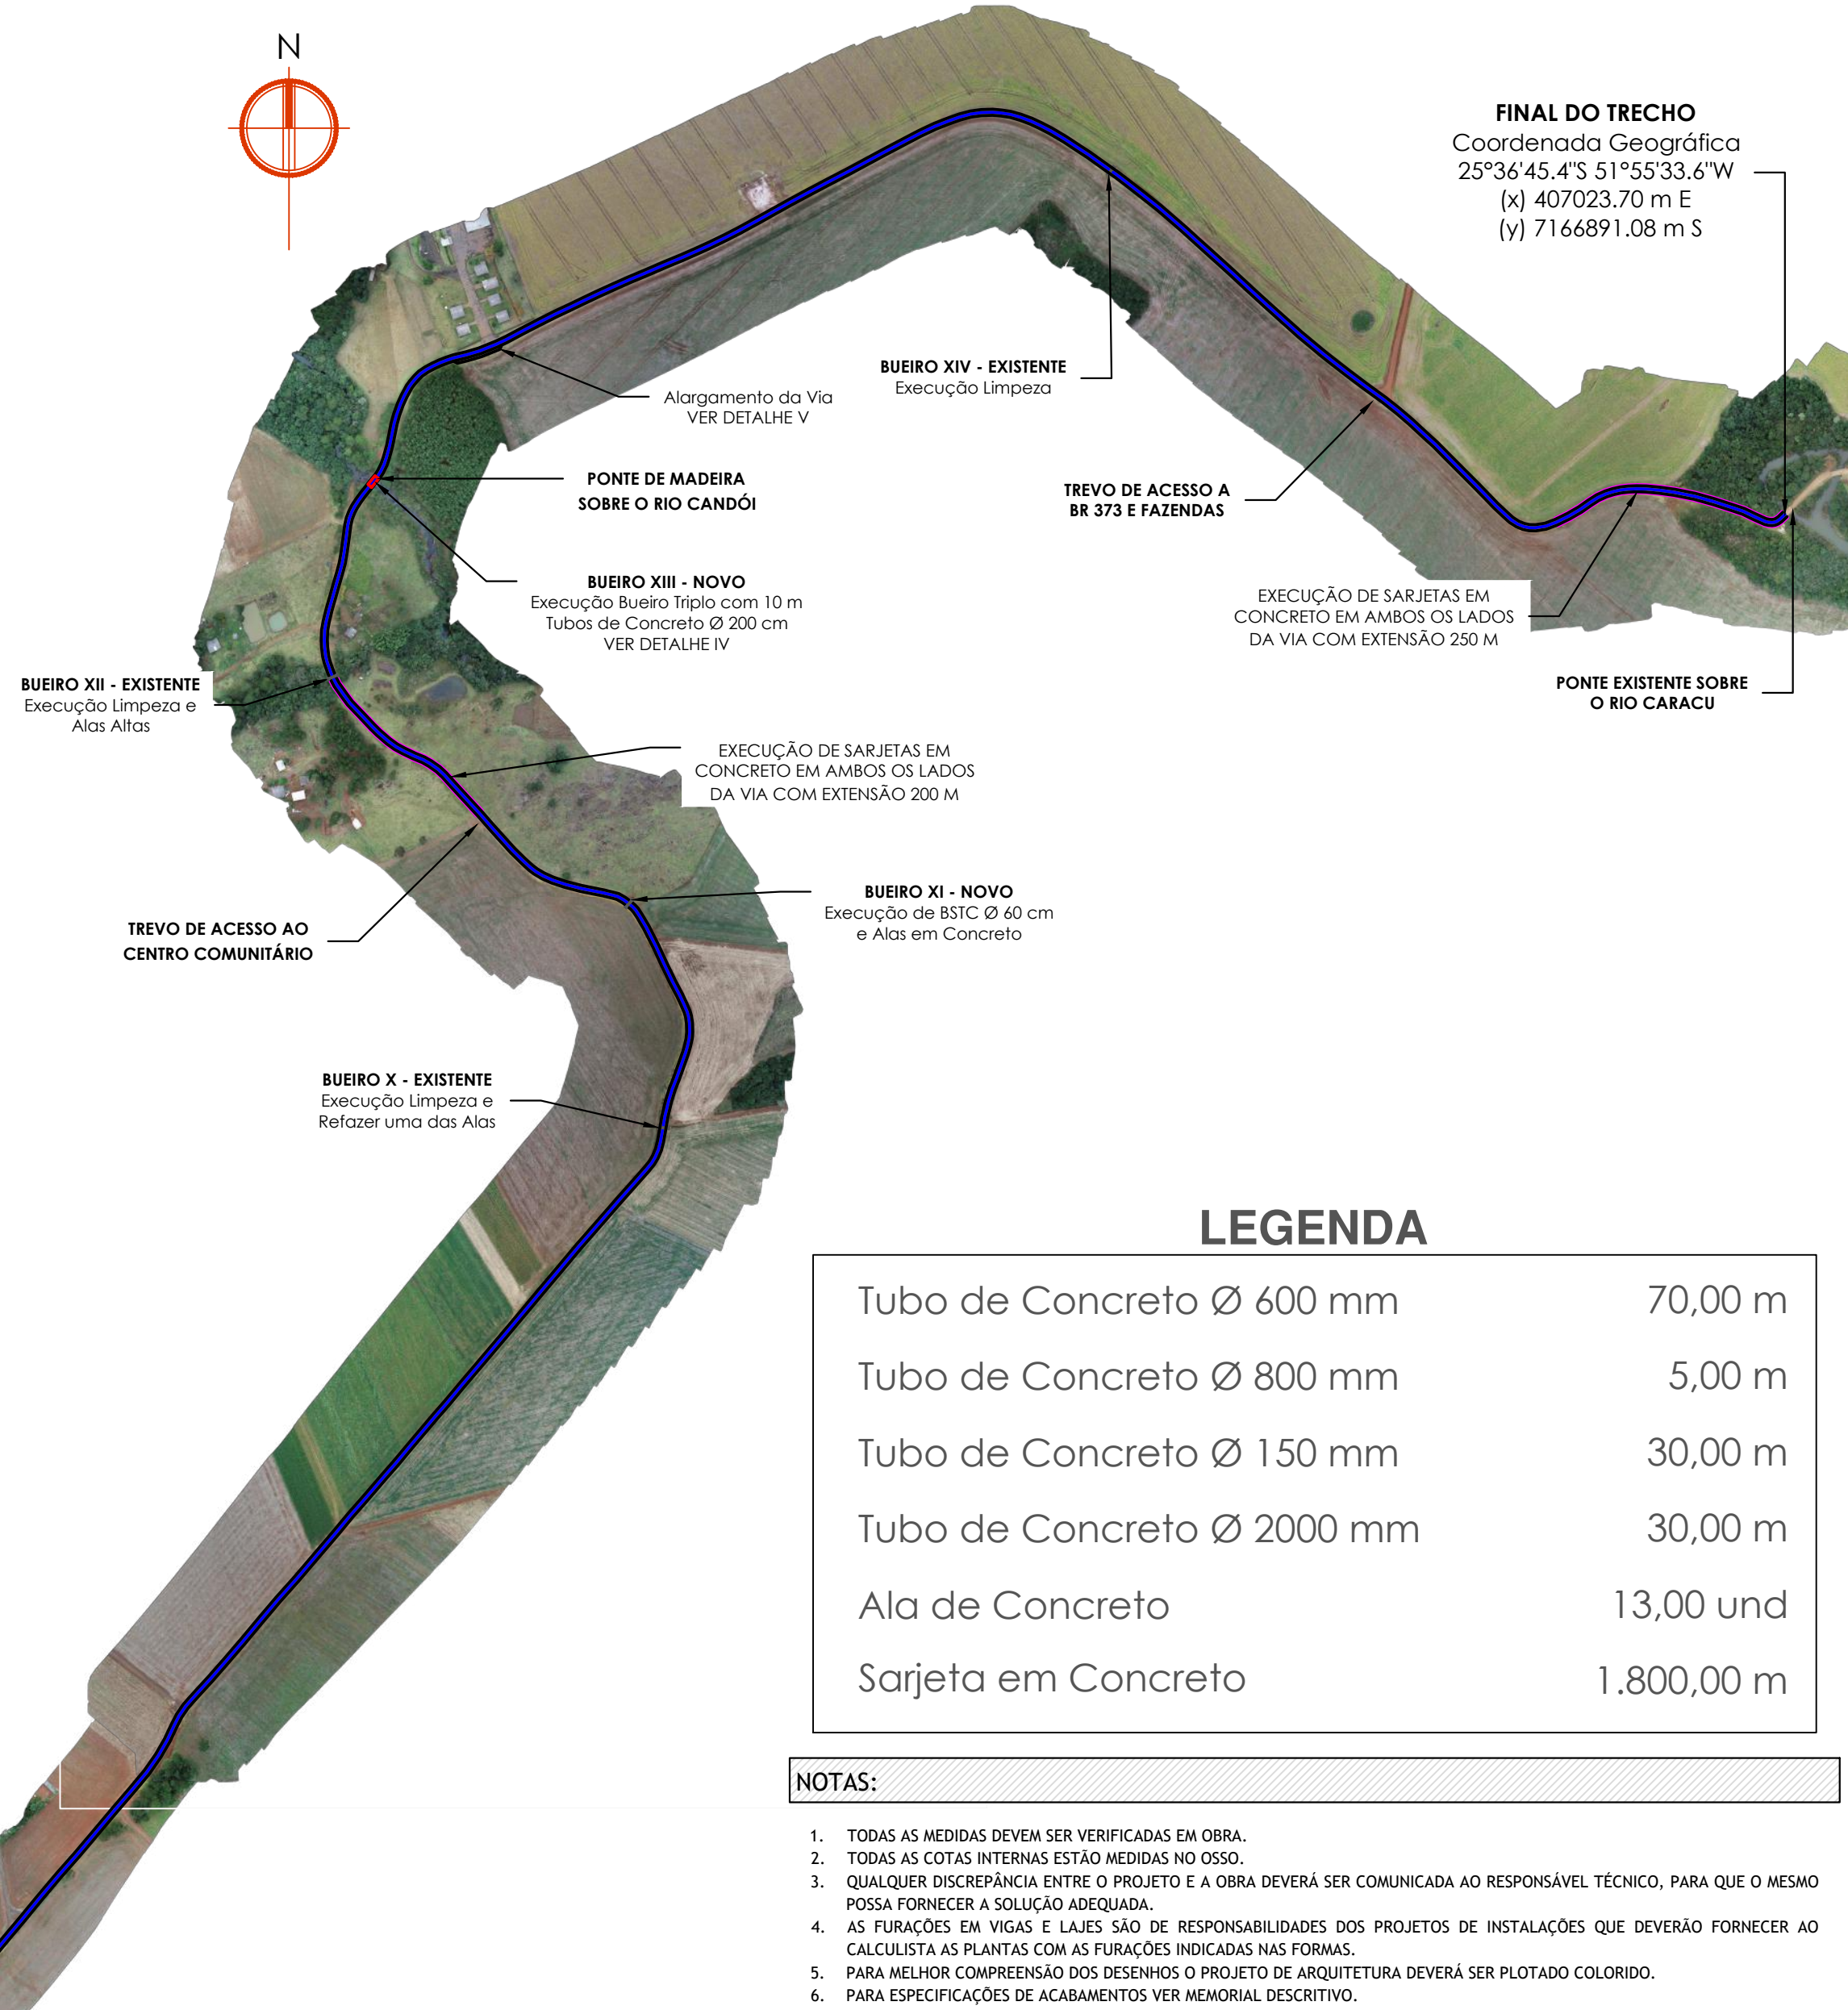 N
FINAL DO TRECHO
Coordenada Geográfica
25°36'45.4"S 51°55'33.6"W
(x) 407023.70 m E
(y) 7166891.08 m S
BUEIRO XIV - EXISTENTE
Execução Limpeza
Alargamento da Via
VER DETALHE V
PONTE DE MADEIRA
SOBRE O RIO CANDÓI
TREVO DE ACESSO A
BR 373 E FAZENDAS
BUEIRO XIII - NOVO
Execução Bueiro Triplo com 10 m
Tubos de Concreto Ø 200 cm
VER DETALHE IV
EXECUÇÃO DE SARJETAS EM
CONCRETO EM AMBOS OS LADOS
DA VIA COM EXTENSÃO 250 M
BUEIRO XII - EXISTENTE
Execução Limpeza e
Alas Altas
PONTE EXISTENTE SOBRE
O RIO CARACU
EXECUÇÃO DE SARJETAS EM
CONCRETO EM AMBOS OS LADOS
DA VIA COM EXTENSÃO 200 M
BUEIRO XI - NOVO
Execução de BSTC Ø 60 cm
e Alas em Concreto
TREVO DE ACESSO AO
CENTRO COMUNITÁRIO
BUEIRO X - EXISTENTE
Execução Limpeza e
Refazer uma das Alas
LEGENDA
Tubo de Concreto Ø 600 mm 70,00 m
Tubo de Concreto Ø 800 mm 5,00 m
Tubo de Concreto Ø 150 mm 30,00 m
Tubo de Concreto Ø 2000 mm 30,00 m
Ala de Concreto 13,00 und
Sarjeta em Concreto 1.800,00 m
NOTAS:
1. TODAS AS MEDIDAS DEVEM SER VERIFICADAS EM OBRA.
2. TODAS AS COTAS INTERNAS ESTÃO MEDIDAS NO OSSO.
3. QUALQUER DISCREPÂNCIA ENTRE O PROJETO E A OBRA DEVERÁ SER COMUNICADA AO RESPONSÁVEL TÉCNICO, PARA QUE O MESMO
POSSA FORNECER A SOLUÇÃO ADEQUADA.
4. AS FURAÇÕES EM VIGAS E LAJES SÃO DE RESPONSABILIDADES DOS PROJETOS DE INSTALAÇÕES QUE DEVERÃO FORNECER AO
CALCULISTA AS PLANTAS COM AS FURAÇÕES INDICADAS NAS FORMAS.
5. PARA MELHOR COMPREENSÃO DOS DESENHOS O PROJETO DE ARQUITETURA DEVERÁ SER PLOTADO COLORIDO.
6. PARA ESPECIFICAÇÕES DE ACABAMENTOS VER MEMORIAL DESCRITIVO.